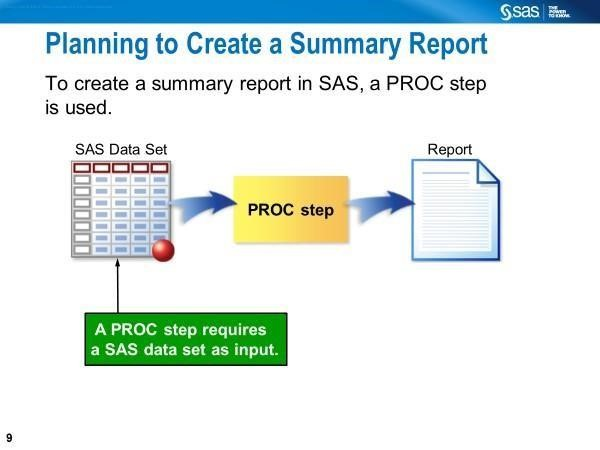 sas
THE
POWER
TO KNOW.
Planning to Create a Summary Report
To create a summary report in SAS, a PROC step
is used.
SAS Data Set
Report
PROC step
A PROC step requires
a SAS data set as input.
9